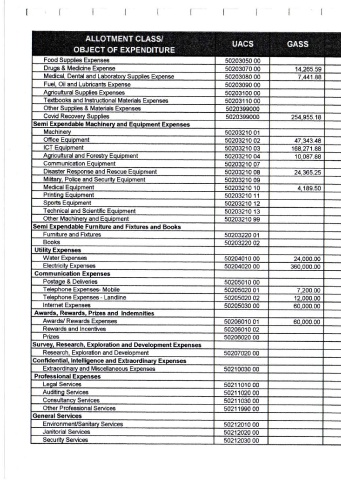 ALLOTMENT CLASS/
OBJECT OF EXPENDITURE UACS GASS
Food Supplies Expenses 50203050 00
Drugs & Medicine Expense 50203070 00 14,265.59
Medical, Dental and Laboratory Supplies Expense 50203080 00 7,441.88
Fuel, Oil and Lubricants Expense 50203090 00
Agricultural Supplies Expenses 50203100 00
Textbooks and Instructional Materials Expenses 50203110 00
Other Supplies & Materials Expenses 5020399000
Covid Recovery Supplies 5020399000 254,955.18
Semi Expendable Machinery and Equipment Expenses
Machinery 50203210 01
Office Equipment 50203210 02 47,343.48
ICT Equipment 50203210 03 168,271.88
Agricultural and Forestry Equipment 50203210 04 10,087.88
Communication Equipment 50203210 07
Disaster Response and Rescue Equipment 50203210 08 24,365.25
Military, Police and Security Equipment 50203210 09
Medical Equipment 50203210 10 4,189.50
Printing Equipment 50203210 11
Sports Equipment 50203210 12
Technical and Scientific Equipment 50203210 13
Other Machinery and Equipment 50203210 99
Semi Expendable Furniture and Fixtures and Books
Furniture and Fixtures 50203220 01
Books 50203220 02
Utility Expenses
Water Expenses 50204010 00 24,000.00
Electricity Expenses 50204020 00 360,000.00
Communication Expenses
Postage & Deliveries 50205010 00
Telephone Expenses- Mobile 50205020 01 7,200.00
Telephone Expenses - Landline 50205020 02 12,000.00
Internet Expenses 50205030 00 60,000.00
Awards, Rewards, Prizes and Indemnities
Awards/ Rewards Expenses 50206010 01 60,000.00
Rewards and Incentives 50206010 02
Prizes 50206020 00
Survey, Research, Exploration and Development Expenses
Research, Exploration and Development 50207020 00
Confidential, Intelligence and Extraordinary Expenses
Extraordinary and Miscellaneous Expenses 50210030 00
Professional Expenses
Legal Services 50211010 00
Auditing Services 50211020 00
Consultancy Services 50211030 00
Other Professional Services 50211990 00
General Services
Environment/Sanitary Services 50212010 00
Janitorial Services 50212020 00
Security Services 50212030 00